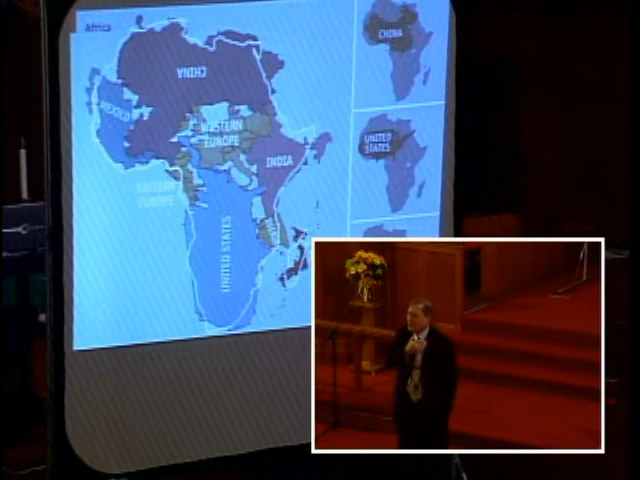 Africa
CHINA
MEXICO
WESTERN
EUROPE
INDIA
EASTERN
EUROPE
UNITED STATES
CHINA
UNITED
STATES